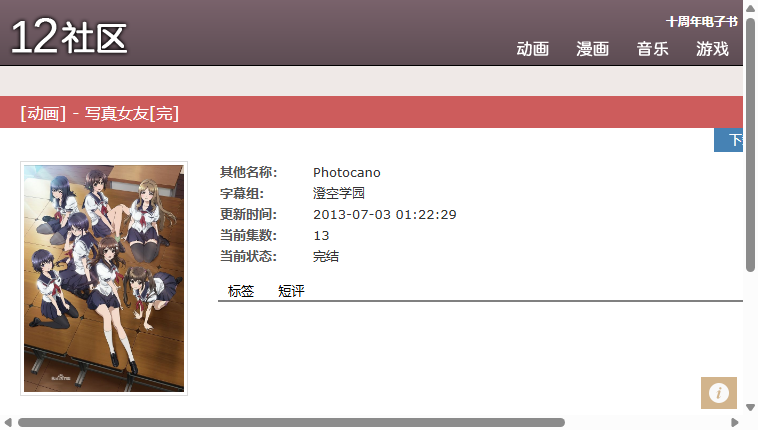 12社区
十周年电子书
动画 漫画 音乐 游戏
[动画] - 写真女友[完]
其他名称: Photocano
字幕组: 澄空学园
更新时间: 2013-07-03 01:22:29
当前集数: 13
当前状态: 完结
标签 短评